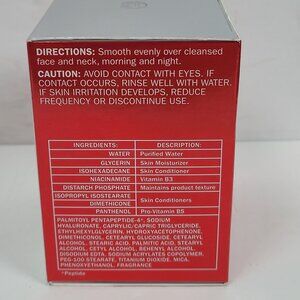 DIRECTIONS: Smooth evenly over cleansed
face and neck, morning and night.
CAUTION: AVOID CONTACT WITH EYES. IF
CONTACT OCCURS, RINSE WELL WITH WATER.
IF SKIN IRRITATION DEVELOPS, REDUCE
FREQUENCY OR DISCONTINUE USE.
INGREDIENTS: DESCRIPTION:
WATER Purified Water
GLYCERIN Skin Moisturizer
ISOHEXADECANE Skin Conditioner
NIACINAMIDE Vitamin B3
DISTARCH PHOSPHATE Maintains product texture
ISOPROPYL ISOSTEARATE
DIMETHICONE Skin Conditioners
PANTHENOL Pro-Vitamin B5
PALMITOYL PENTAPEPTIDE-4*, SODIUM
HYALURONATE, CAPRYLIC/CAPRIC TRIGLYCERIDE,
ETHYLHEXYLGLYCERIN, HYDROXYACETOPHENONE,
DIMETHICONOL, CETEARYL GLUCOSIDE, CETEARYL
ALCOHOL, STEARIC ACID, PALMITIC ACID, STEARYL
ALCOHOL, CETYL ALCOHOL, BEHENYL ALCOHOL,
DISODIUM EDTA, SODIUM ACRYLATES COPOLYMER,
PEG-100 STEARATE, TITANIUM DIOXIDE, MICA,
PHENOXYETHANOL, FRAGRANCE
*Peptide